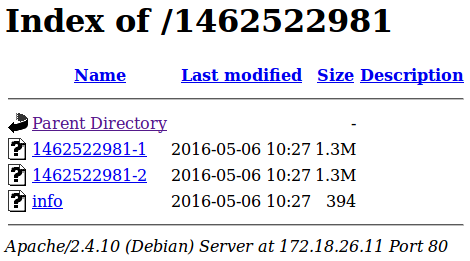 Index of /1462522981
Name Last modified Size Description
Parent Directory -
1462522981-1 2016-05-06 10:27 1.3M
1462522981-2 2016-05-06 10:27 1.3M
info 2016-05-06 10:27 394
Apache/2.4.10 (Debian) Server at 172.18.26.11 Port 80